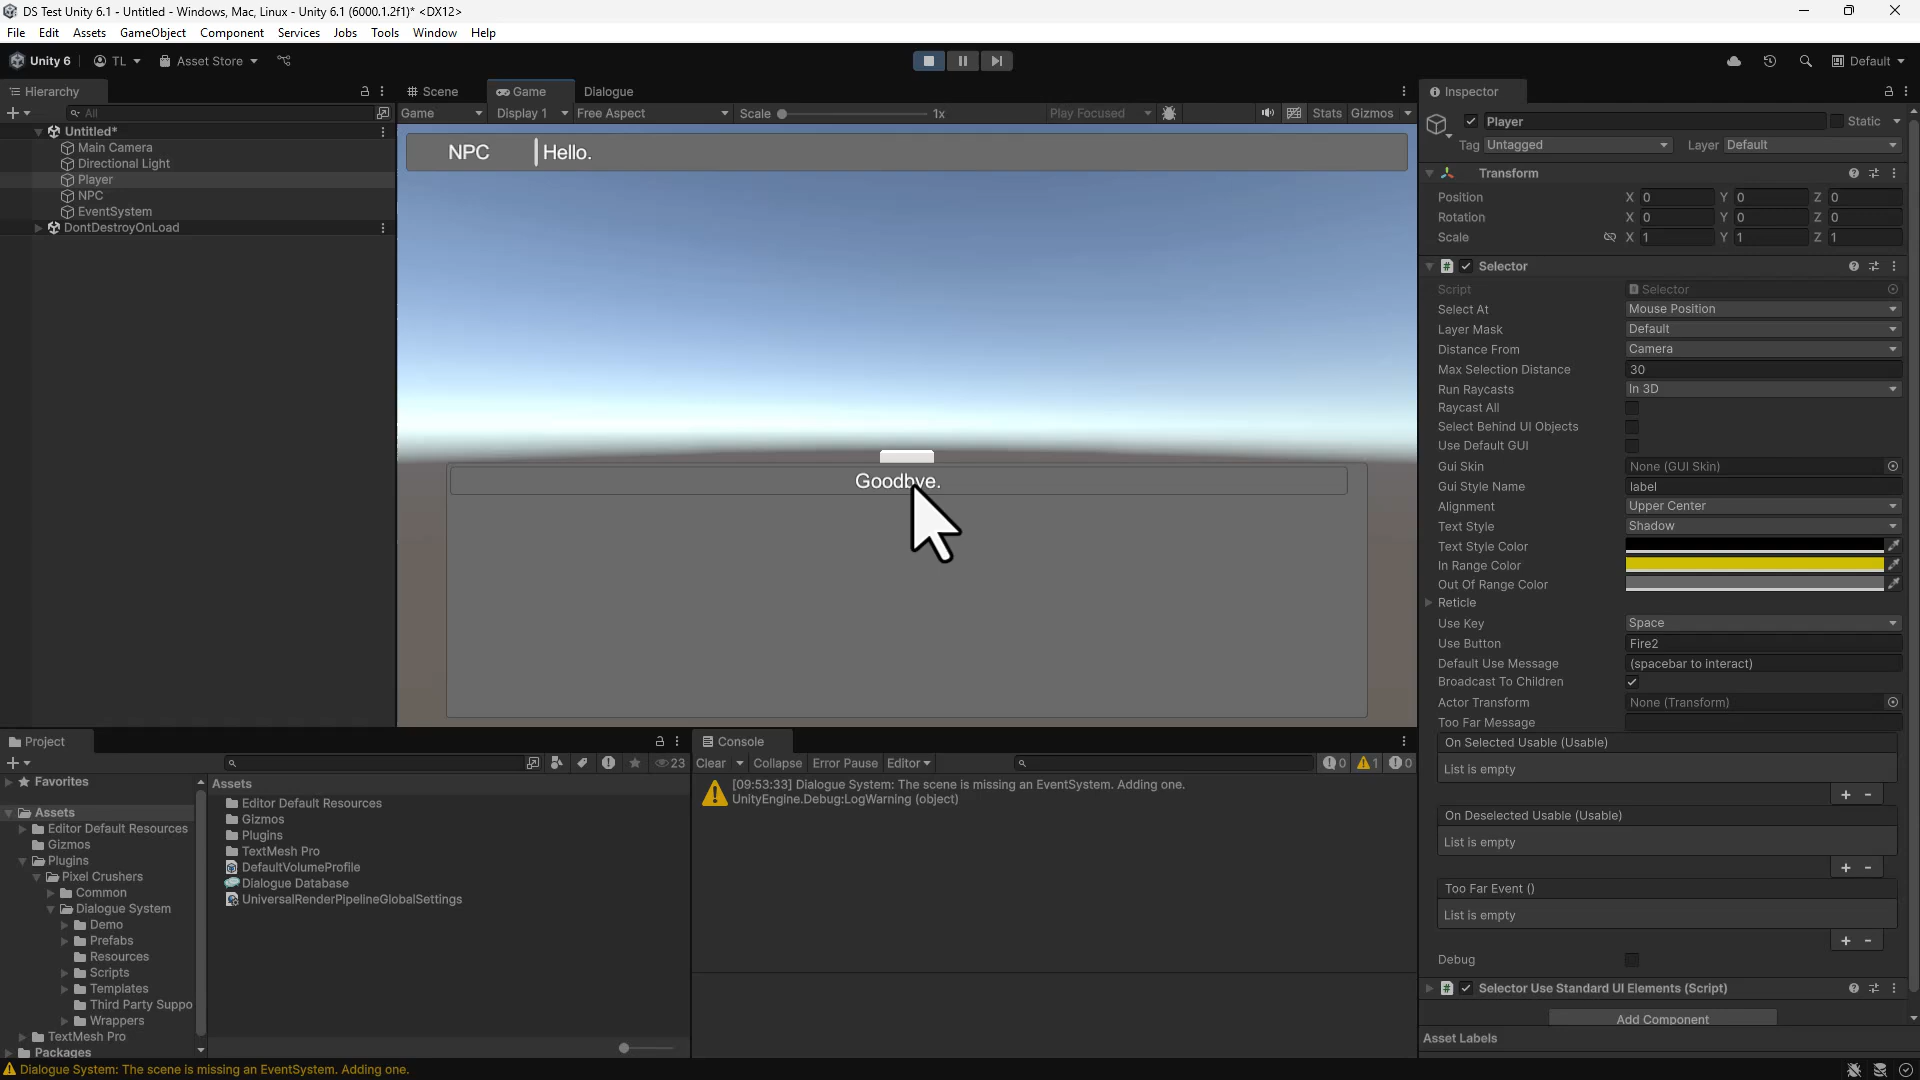 DS Test Unity 6.1 - Untitled - Windows, Mac, Linux - Unity 6.1 (6000.1.2f1)* <DX12>
File Edit Assets GameObject Component Services Jobs Tools Window Help
Unity 6 TL Asset Store Default
Hierarchy
All
Untitled*
Main Camera
Directional Light
Player
NPC
EventSystem
DontDestroyOnLoad
Scene Game Dialogue
Game Display 1 Free Aspect Scale 1x Play Focused Stats Gizmos
NPC Hello.
Goodbye.
Inspector
Player Static
Tag Untagged Layer Default
Transform
Position X 0 Y 0 Z 0
Rotation X 0 Y 0 Z 0
Scale X 1 Y 1 Z 1
Selector
Script Selector
Select At Mouse Position
Layer Mask Default
Distance From Camera
Max Selection Distance 30
Run Raycasts In 3D
Raycast All
Select Behind UI Objects
Use Default GUI
Gui Skin None (GUI Skin)
Gui Style Name label
Alignment Upper Center
Text Style Shadow
Text Style Color
In Range Color
Out Of Range Color
Reticle
Use Key Space
Use Button Fire2
Default Use Message (spacebar to interact)
Broadcast To Children
Actor Transform None (Transform)
Too Far Message
On Selected Usable (Usable)
List is empty
+ -
On Deselected Usable (Usable)
List is empty
+ -
Too Far Event ()
List is empty
+ -
Debug
Selector Use Standard UI Elements (Script)
Add Component
Asset Labels
Project
23
Favorites
Assets
Editor Default Resources
Gizmos
Plugins
Pixel Crushers
Common
Dialogue System
Demo
Prefabs
Resources
Scripts
Templates
Third Party Suppo
Wrappers
TextMesh Pro
Packages
Assets
Editor Default Resources
Gizmos
Plugins
TextMesh Pro
DefaultVolumeProfile
Dialogue Database
UniversalRenderPipelineGlobalSettings
Console
Clear Collapse Error Pause Editor 0 1 0
[09:53:33] Dialogue System: The scene is missing an EventSystem. Adding one.
UnityEngine.Debug:LogWarning (object)
Dialogue System: The scene is missing an EventSystem. Adding one.